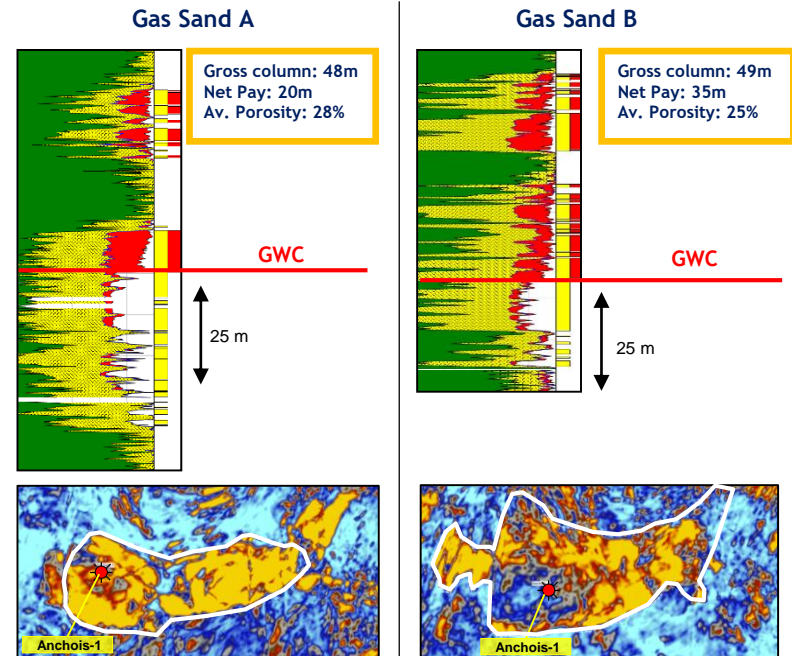 Gas Sand A
Gross column: 48m
Net Pay: 20m
Av. Porosity: 28%
GWC
25 m
Anchois-1
Gas Sand B
Gross column: 49m
Net Pay: 35m
Av. Porosity: 25%
GWC
25 m
Anchois-1